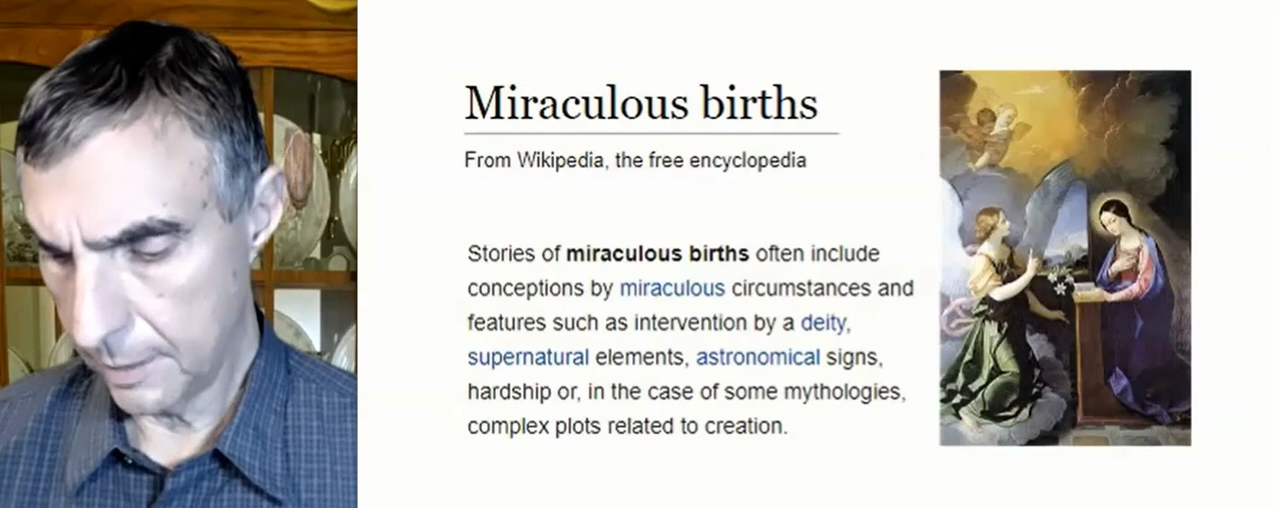 Miraculous births
From Wikipedia, the free encyclopedia
Stories of miraculous births often include
conceptions by miraculous circumstances and
features such as intervention by a deity,
supernatural elements, astronomical signs,
hardship or, in the case of some mythologies,
complex plots related to creation.